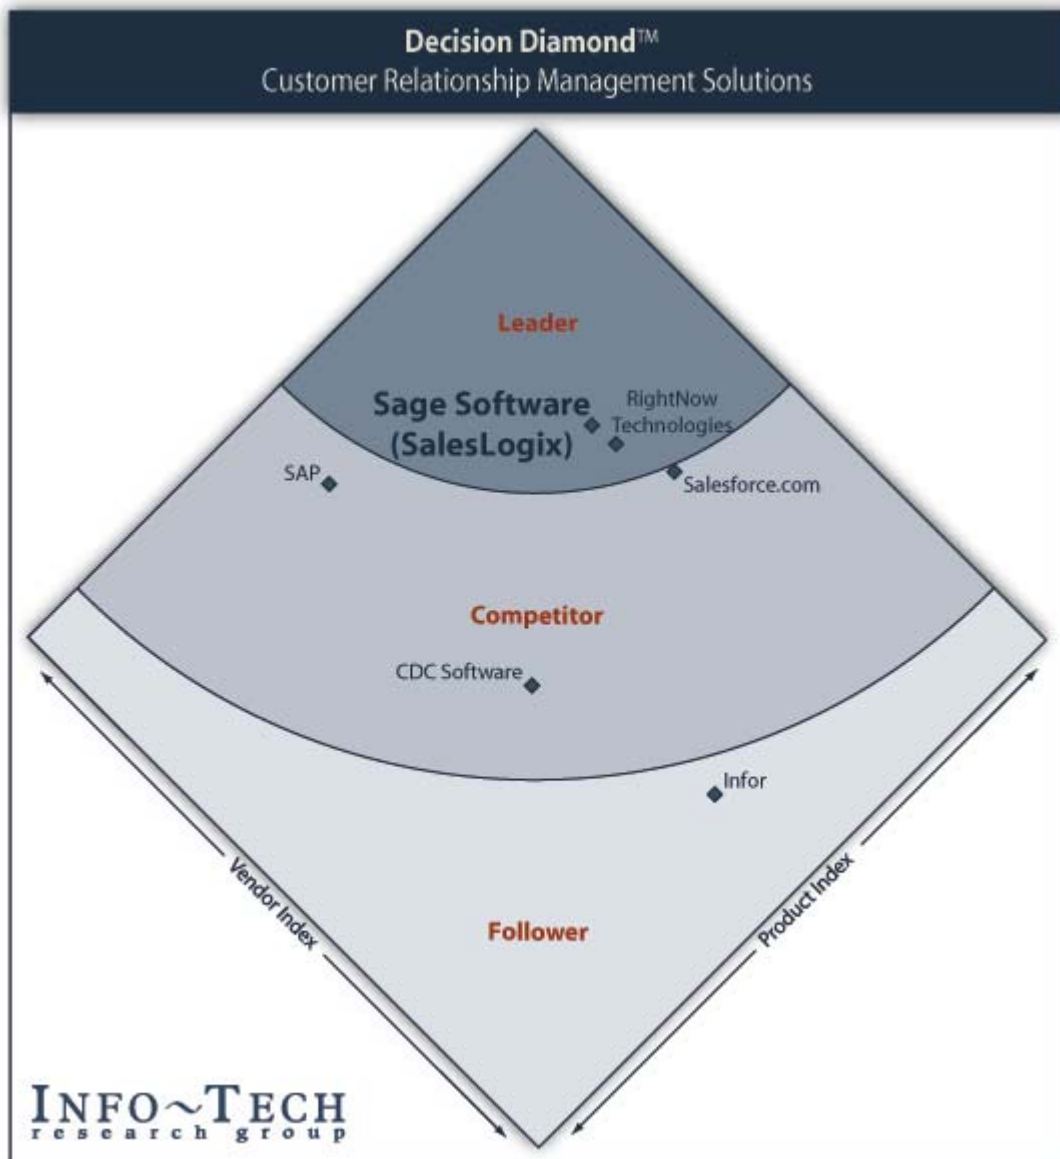 Decision Diamond™
Customer Relationship Management Solutions
Leader
Sage Software
(SalesLogix)
RightNow
Technologies
SAP
Salesforce.com
Competitor
CDC Software
Infor
Vendor Index
Product Index
Follower
INFO~TECH
research group